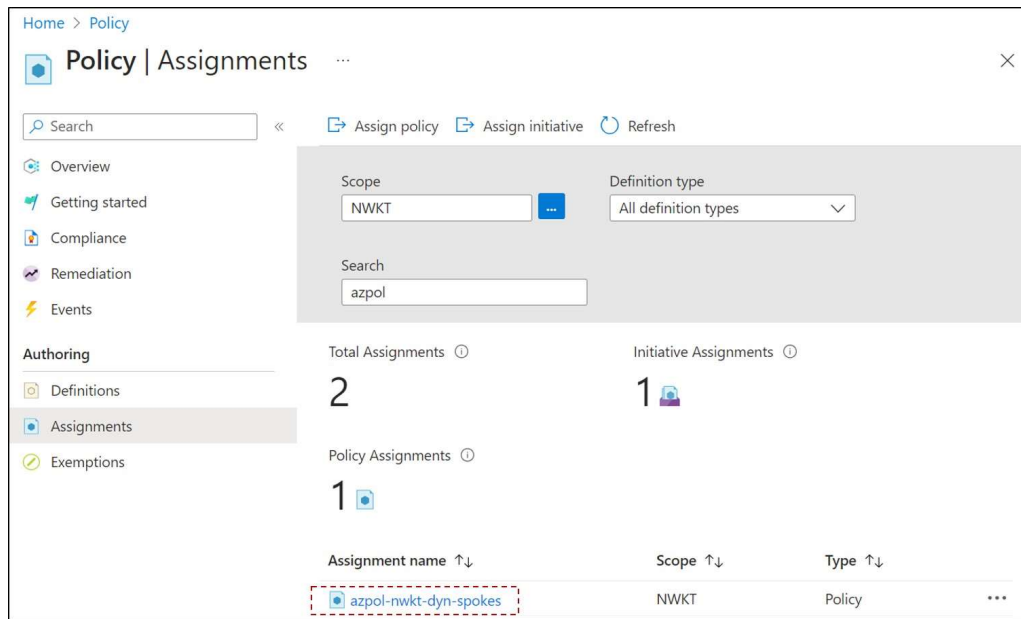 Home > Policy
Policy | Assignments ...
Search
«
Assign policy Assign initiative Refresh
Overview
Getting started
Compliance
Remediation
Events
Authoring
Definitions
Assignments
Exemptions
Scope Definition type
NWKT ... All definition types
Search
azpol
Total Assignments Initiative Assignments
2 1
Policy Assignments
1
Assignment name ↑↓ Scope ↑↓ Type ↑↓
azpol-nwkt-dyn-spokes NWKT Policy ...